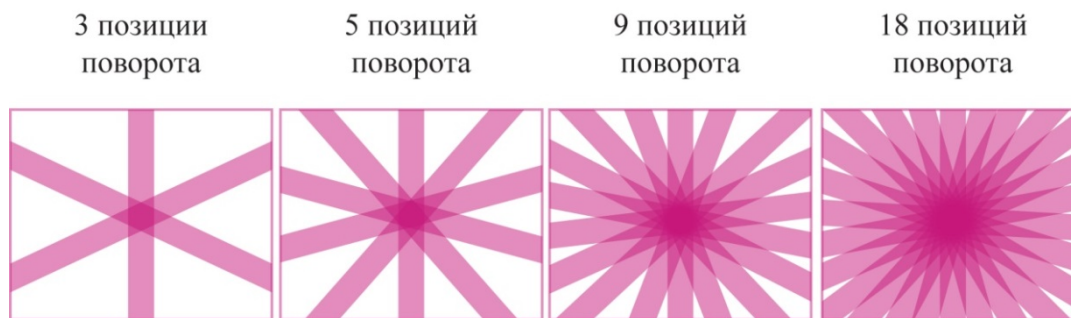 3 позиции
поворота
5 позиций
поворота
9 позиций
поворота
18 позиций
поворота